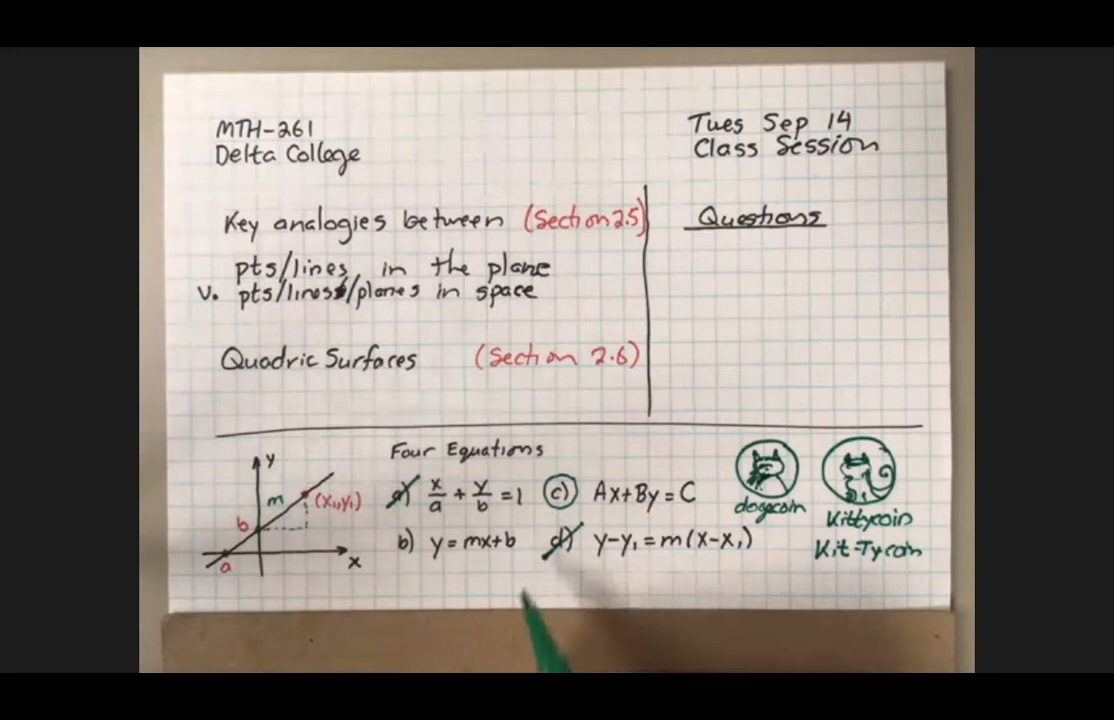 MTH-261
Delta College
Tues Sep 14
Class Session
Key analogies between (Section 2.5)
pts/lines in the plane
v. pts/lines/planes in space
Quadric Surfaces (Section 2.6)
Questions
y
m
(x₁,y₁)
b
a
x
Four Equations
a) x/a + y/b = 1
c) Ax+By=C
b) y=mx+b
d) y-y₁=m(x-x₁)
dogecoin
Kittycoin
Kit-Tycoin